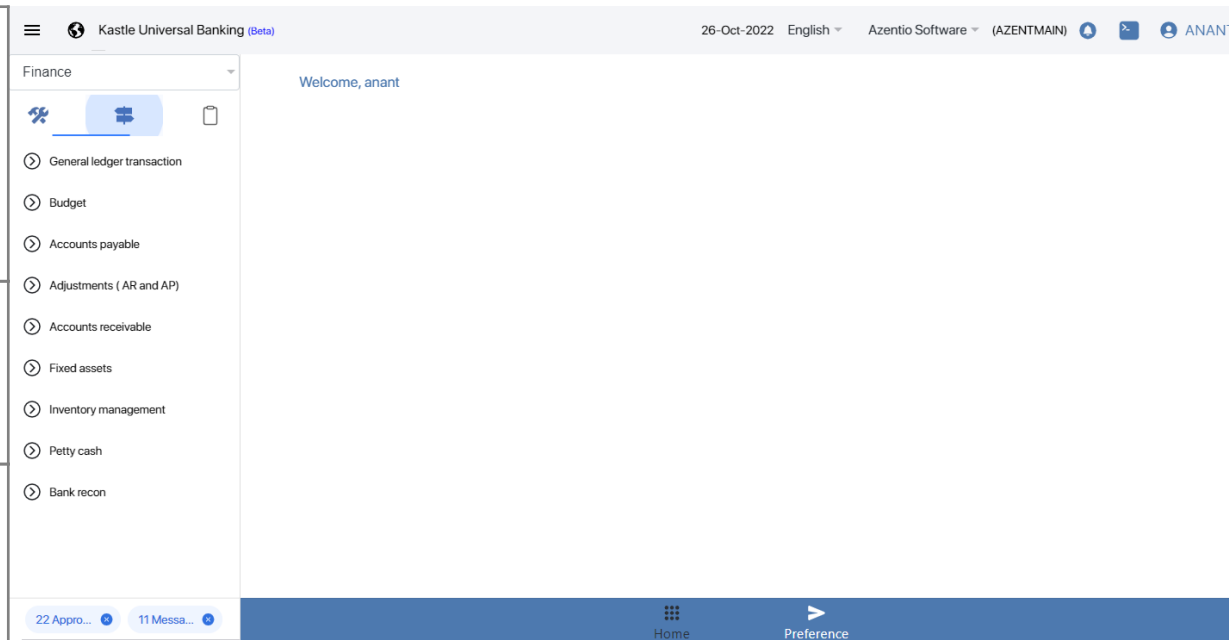 Kastle Universal Banking (Beta)
26-Oct-2022 English Azentio Software (AZENTMAIN) ANANT
Finance
Welcome, anant
General ledger transaction
Budget
Accounts payable
Adjustments ( AR and AP)
Accounts receivable
Fixed assets
Inventory management
Petty cash
Bank recon
22 Appro... 11 Messa...
Home Preference